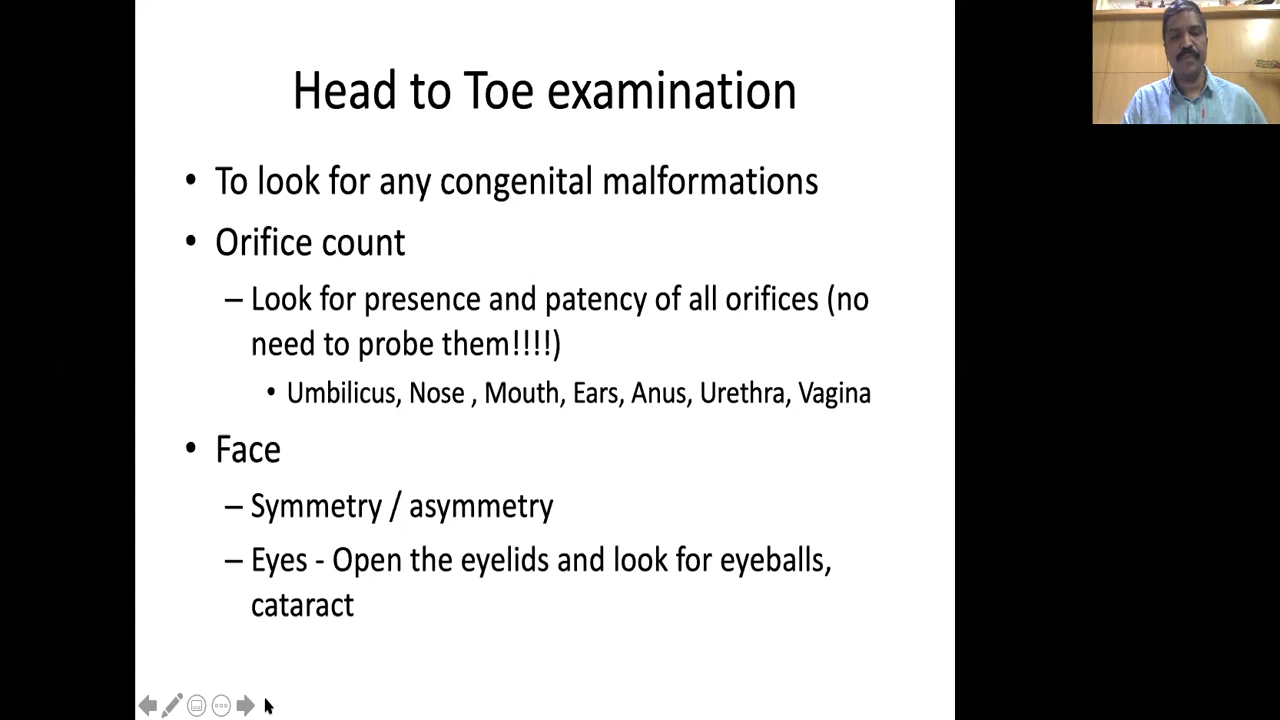 Head to Toe examination
• To look for any congenital malformations
• Orifice count
– Look for presence and patency of all orifices (no
need to probe them!!!!)
• Umbilicus, Nose , Mouth, Ears, Anus, Urethra, Vagina
• Face
– Symmetry / asymmetry
– Eyes - Open the eyelids and look for eyeballs,
cataract